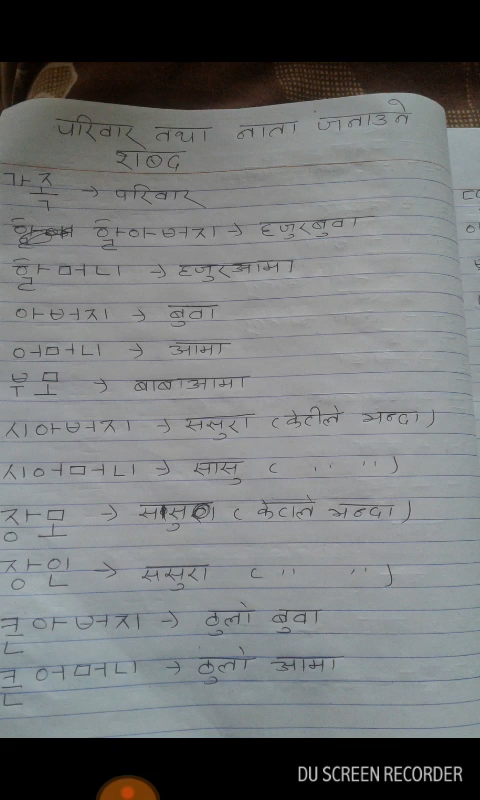 परिवार तथा नाता जनाउने
शब्द
가족 → परिवार
할아버지 → हजुरबुवा
할머니 → हजुरआमा
아버지 → बुवा
어머니 → आमा
부모 → बाबाआमा
시아버지 → ससुरा (केटीले भन्दा)
시어머니 → सासु ( '' '' )
장모 → सासु (केटाले भन्दा)
장인 → ससुरा ( '' '' )
큰아버지 → ठुलो बुवा
큰어머니 → ठुलो आमा
DU SCREEN RECORDER